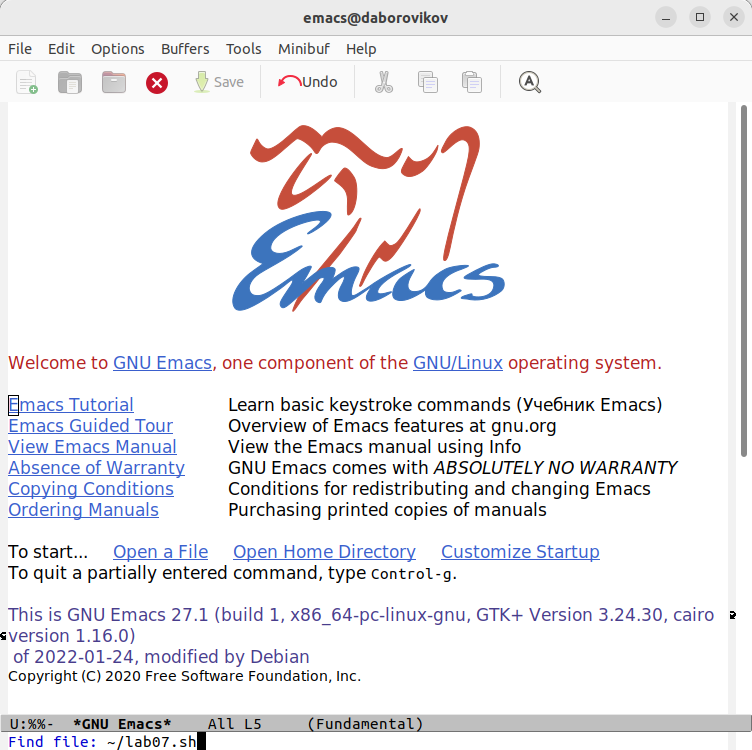 emacs@daborovikov
File Edit Options Buffers Tools Minibuf Help
Save Undo
Emacs
Welcome to GNU Emacs, one component of the GNU/Linux operating system.
Emacs Tutorial Learn basic keystroke commands (Учебник Emacs)
Emacs Guided Tour Overview of Emacs features at gnu.org
View Emacs Manual View the Emacs manual using Info
Absence of Warranty GNU Emacs comes with ABSOLUTELY NO WARRANTY
Copying Conditions Conditions for redistributing and changing Emacs
Ordering Manuals Purchasing printed copies of manuals
To start... Open a File Open Home Directory Customize Startup
To quit a partially entered command, type Control-g.
This is GNU Emacs 27.1 (build 1, x86_64-pc-linux-gnu, GTK+ Version 3.24.30, cairo
version 1.16.0)
of 2022-01-24, modified by Debian
Copyright (C) 2020 Free Software Foundation, Inc.
U:%%- *GNU Emacs* All L5 (Fundamental)
Find file: ~/lab07.sh